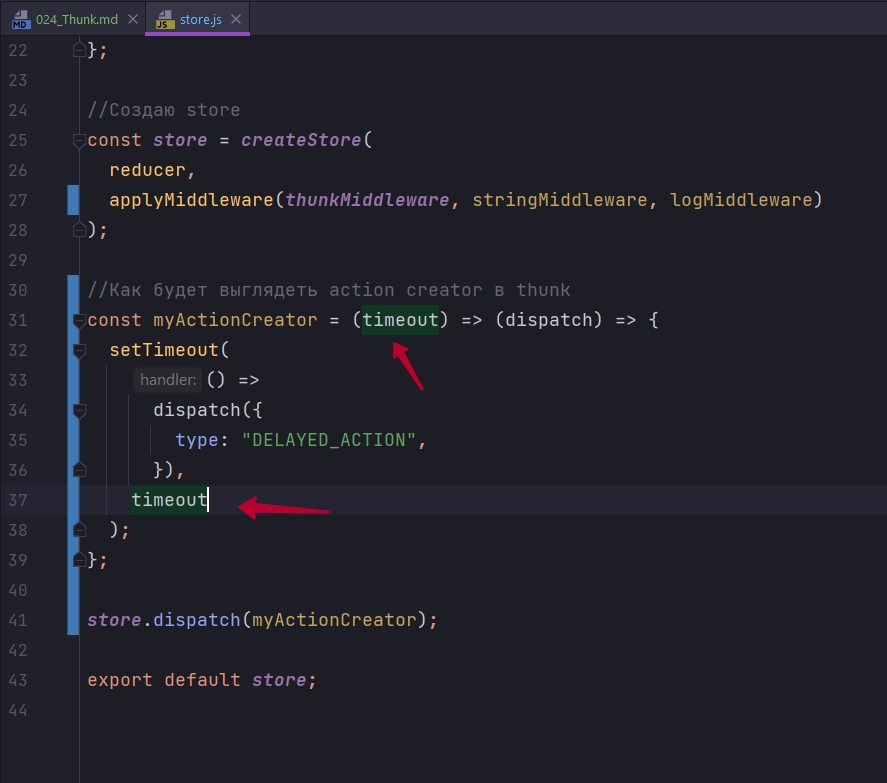 024_Thunk.md store.js
22 };
23
24 //Создаю store
25 const store = createStore(
26 reducer,
27 applyMiddleware(thunkMiddleware, stringMiddleware, logMiddleware)
28 );
29
30 //Как будет выглядеть action creator в thunk
31 const myActionCreator = (timeout) => (dispatch) => {
32 setTimeout(
33 handler: () =>
34 dispatch({
35 type: "DELAYED_ACTION",
36 }),
37 timeout
38 );
39 };
40
41 store.dispatch(myActionCreator);
42
43 export default store;
44